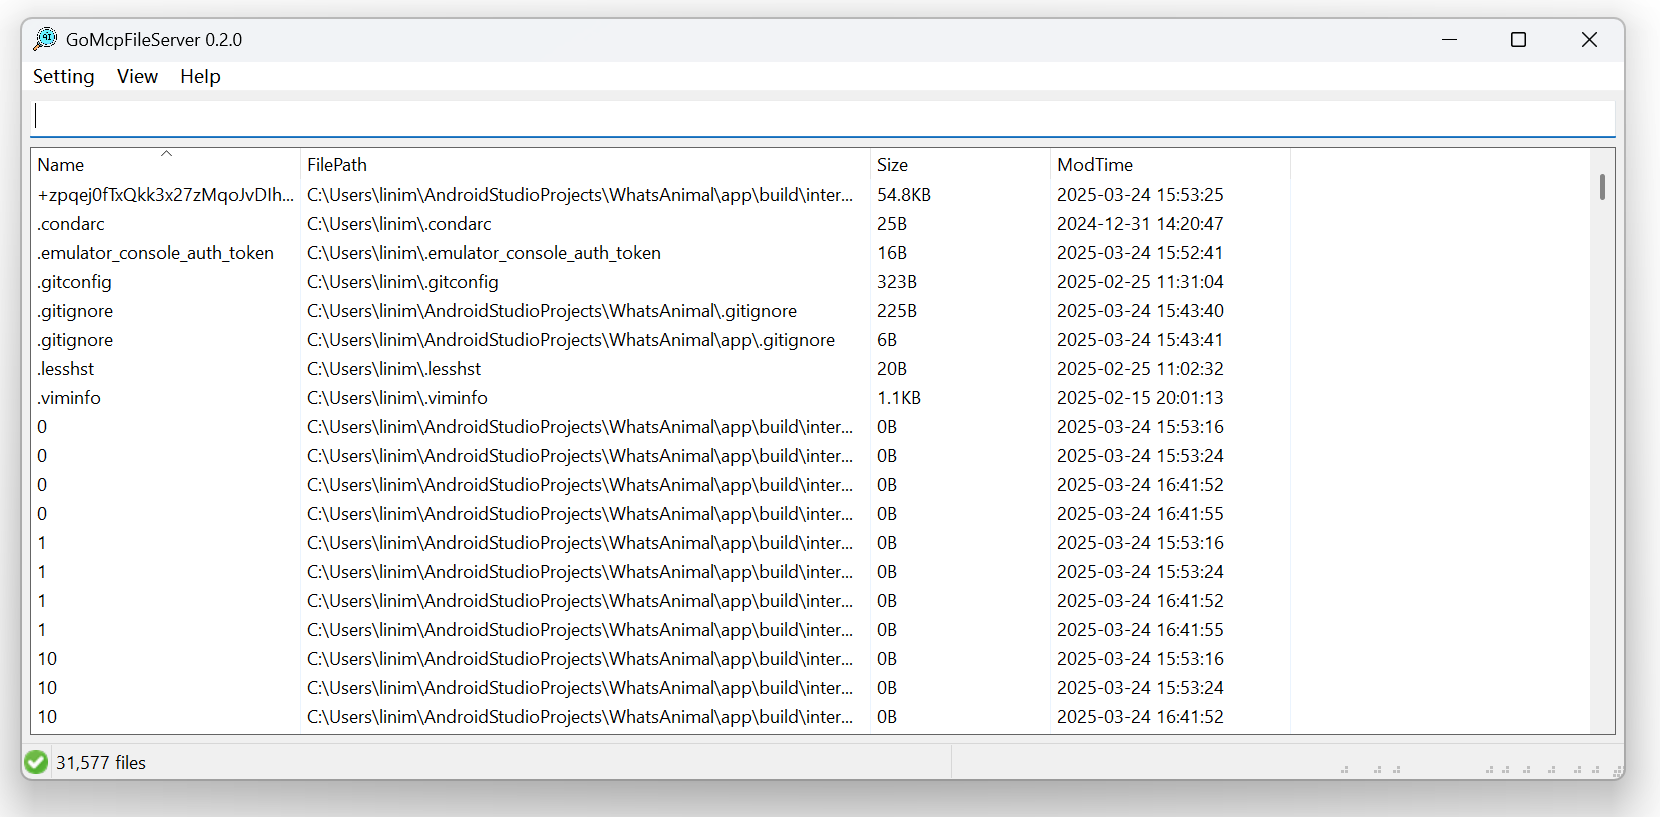 GoMcpFileServer 0.2.0
Setting View Help
Name FilePath Size ModTime
+zpqej0fTxQkk3x27zMqoJvDIh... C:\Users\linim\AndroidStudioProjects\WhatsAnimal\app\build\inter... 54.8KB 2025-03-24 15:53:25
.condarc C:\Users\linim\.condarc 25B 2024-12-31 14:20:47
.emulator_console_auth_token C:\Users\linim\.emulator_console_auth_token 16B 2025-03-24 15:52:41
.gitconfig C:\Users\linim\.gitconfig 323B 2025-02-25 11:31:04
.gitignore C:\Users\linim\AndroidStudioProjects\WhatsAnimal\.gitignore 225B 2025-03-24 15:43:40
.gitignore C:\Users\linim\AndroidStudioProjects\WhatsAnimal\app\.gitignore 6B 2025-03-24 15:43:41
.lesshst C:\Users\linim\.lesshst 20B 2025-02-25 11:02:32
.viminfo C:\Users\linim\.viminfo 1.1KB 2025-02-15 20:01:13
0 C:\Users\linim\AndroidStudioProjects\WhatsAnimal\app\build\inter... 0B 2025-03-24 15:53:16
0 C:\Users\linim\AndroidStudioProjects\WhatsAnimal\app\build\inter... 0B 2025-03-24 15:53:24
0 C:\Users\linim\AndroidStudioProjects\WhatsAnimal\app\build\inter... 0B 2025-03-24 16:41:52
0 C:\Users\linim\AndroidStudioProjects\WhatsAnimal\app\build\inter... 0B 2025-03-24 16:41:55
1 C:\Users\linim\AndroidStudioProjects\WhatsAnimal\app\build\inter... 0B 2025-03-24 15:53:16
1 C:\Users\linim\AndroidStudioProjects\WhatsAnimal\app\build\inter... 0B 2025-03-24 15:53:24
1 C:\Users\linim\AndroidStudioProjects\WhatsAnimal\app\build\inter... 0B 2025-03-24 16:41:52
1 C:\Users\linim\AndroidStudioProjects\WhatsAnimal\app\build\inter... 0B 2025-03-24 16:41:55
10 C:\Users\linim\AndroidStudioProjects\WhatsAnimal\app\build\inter... 0B 2025-03-24 15:53:16
10 C:\Users\linim\AndroidStudioProjects\WhatsAnimal\app\build\inter... 0B 2025-03-24 15:53:24
10 C:\Users\linim\AndroidStudioProjects\WhatsAnimal\app\build\inter... 0B 2025-03-24 16:41:52
31,577 files